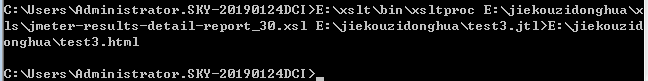 C:\Users\Administrator.SKY-20190124DCI>E:\xslt\bin\xsltproc E:\jiekouzidonghua\x
ls\jmeter-results-detail-report_30.xsl E:\jiekouzidonghua\test3.jtl>E:\jiekouzid
onghua\test3.html
C:\Users\Administrator.SKY-20190124DCI>